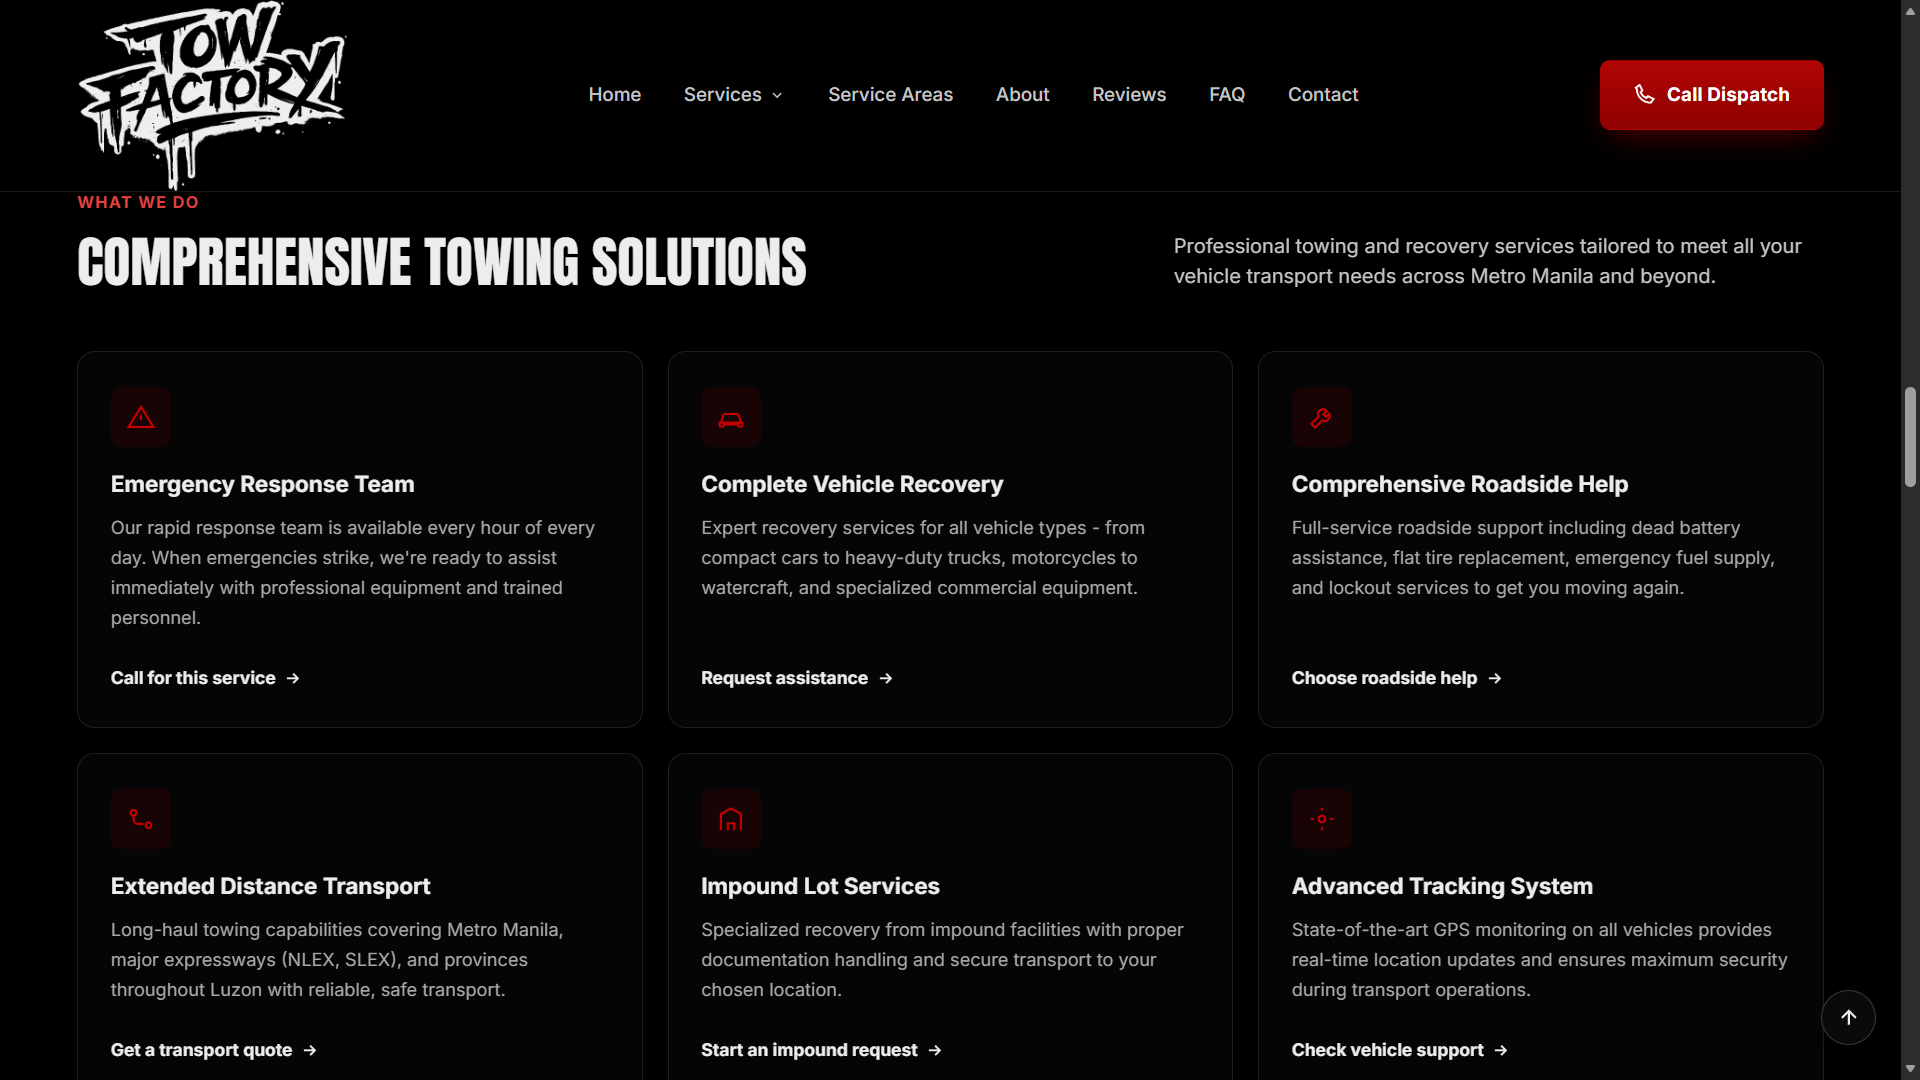 TOW
FACTORY
Home
Services
Service Areas
About
Reviews
FAQ
Contact
Call Dispatch
WHAT WE DO
COMPREHENSIVE TOWING SOLUTIONS
Professional towing and recovery services tailored to meet all your
vehicle transport needs across Metro Manila and beyond.
Emergency Response Team
Our rapid response team is available every hour of every
day. When emergencies strike, we're ready to assist
immediately with professional equipment and trained
personnel.
Call for this service →
Complete Vehicle Recovery
Expert recovery services for all vehicle types - from
compact cars to heavy-duty trucks, motorcycles to
watercraft, and specialized commercial equipment.
Request assistance →
Comprehensive Roadside Help
Full-service roadside support including dead battery
assistance, flat tire replacement, emergency fuel supply,
and lockout services to get you moving again.
Choose roadside help →
Extended Distance Transport
Long-haul towing capabilities covering Metro Manila,
major expressways (NLEX, SLEX), and provinces
throughout Luzon with reliable, safe transport.
Get a transport quote →
Impound Lot Services
Specialized recovery from impound facilities with proper
documentation handling and secure transport to your
chosen location.
Start an impound request →
Advanced Tracking System
State-of-the-art GPS monitoring on all vehicles provides
real-time location updates and ensures maximum security
during transport operations.
Check vehicle support →